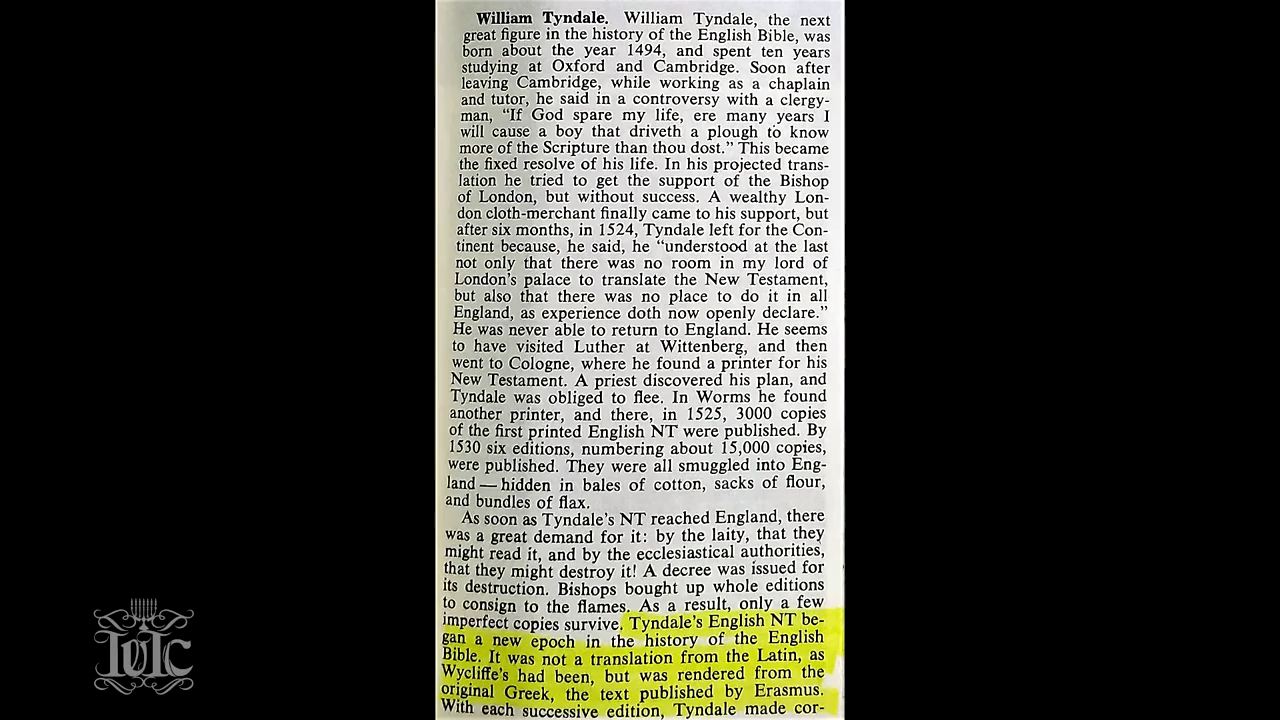 William Tyndale. William Tyndale, the next
great figure in the history of the English Bible, was
born about the year 1494, and spent ten years
studying at Oxford and Cambridge. Soon after
leaving Cambridge, while working as a chaplain
and tutor, he said in a controversy with a clergy-
man, “If God spare my life, ere many years I
will cause a boy that driveth a plough to know
more of the Scripture than thou dost.” This became
the fixed resolve of his life. In his projected trans-
lation he tried to get the support of the Bishop
of London, but without success. A wealthy Lon-
don cloth-merchant finally came to his support, but
after six months, in 1524, Tyndale left for the Con-
tinent because, he said, he “understood at the last
not only that there was no room in my lord of
London’s palace to translate the New Testament,
but also that there was no place to do it in all
England, as experience doth now openly declare.”
He was never able to return to England. He seems
to have visited Luther at Wittenberg, and then
went to Cologne, where he found a printer for his
New Testament. A priest discovered his plan, and
Tyndale was obliged to flee. In Worms he found
another printer, and there, in 1525, 3000 copies
of the first printed English NT were published. By
1530 six editions, numbering about 15,000 copies,
were published. They were all smuggled into Eng-
land — hidden in bales of cotton, sacks of flour,
and bundles of flax.
As soon as Tyndale’s NT reached England, there
was a great demand for it: by the laity, that they
might read it, and by the ecclesiastical authorities,
that they might destroy it! A decree was issued for
its destruction. Bishops bought up whole editions
to consign to the flames. As a result, only a few
imperfect copies survive. Tyndale’s English NT be-
gan a new epoch in the history of the English
Bible. It was not a translation from the Latin, as
Wycliffe’s had been, but was rendered from the
original Greek, the text published by Erasmus.
With each successive edition, Tyndale made cor-
IUIC